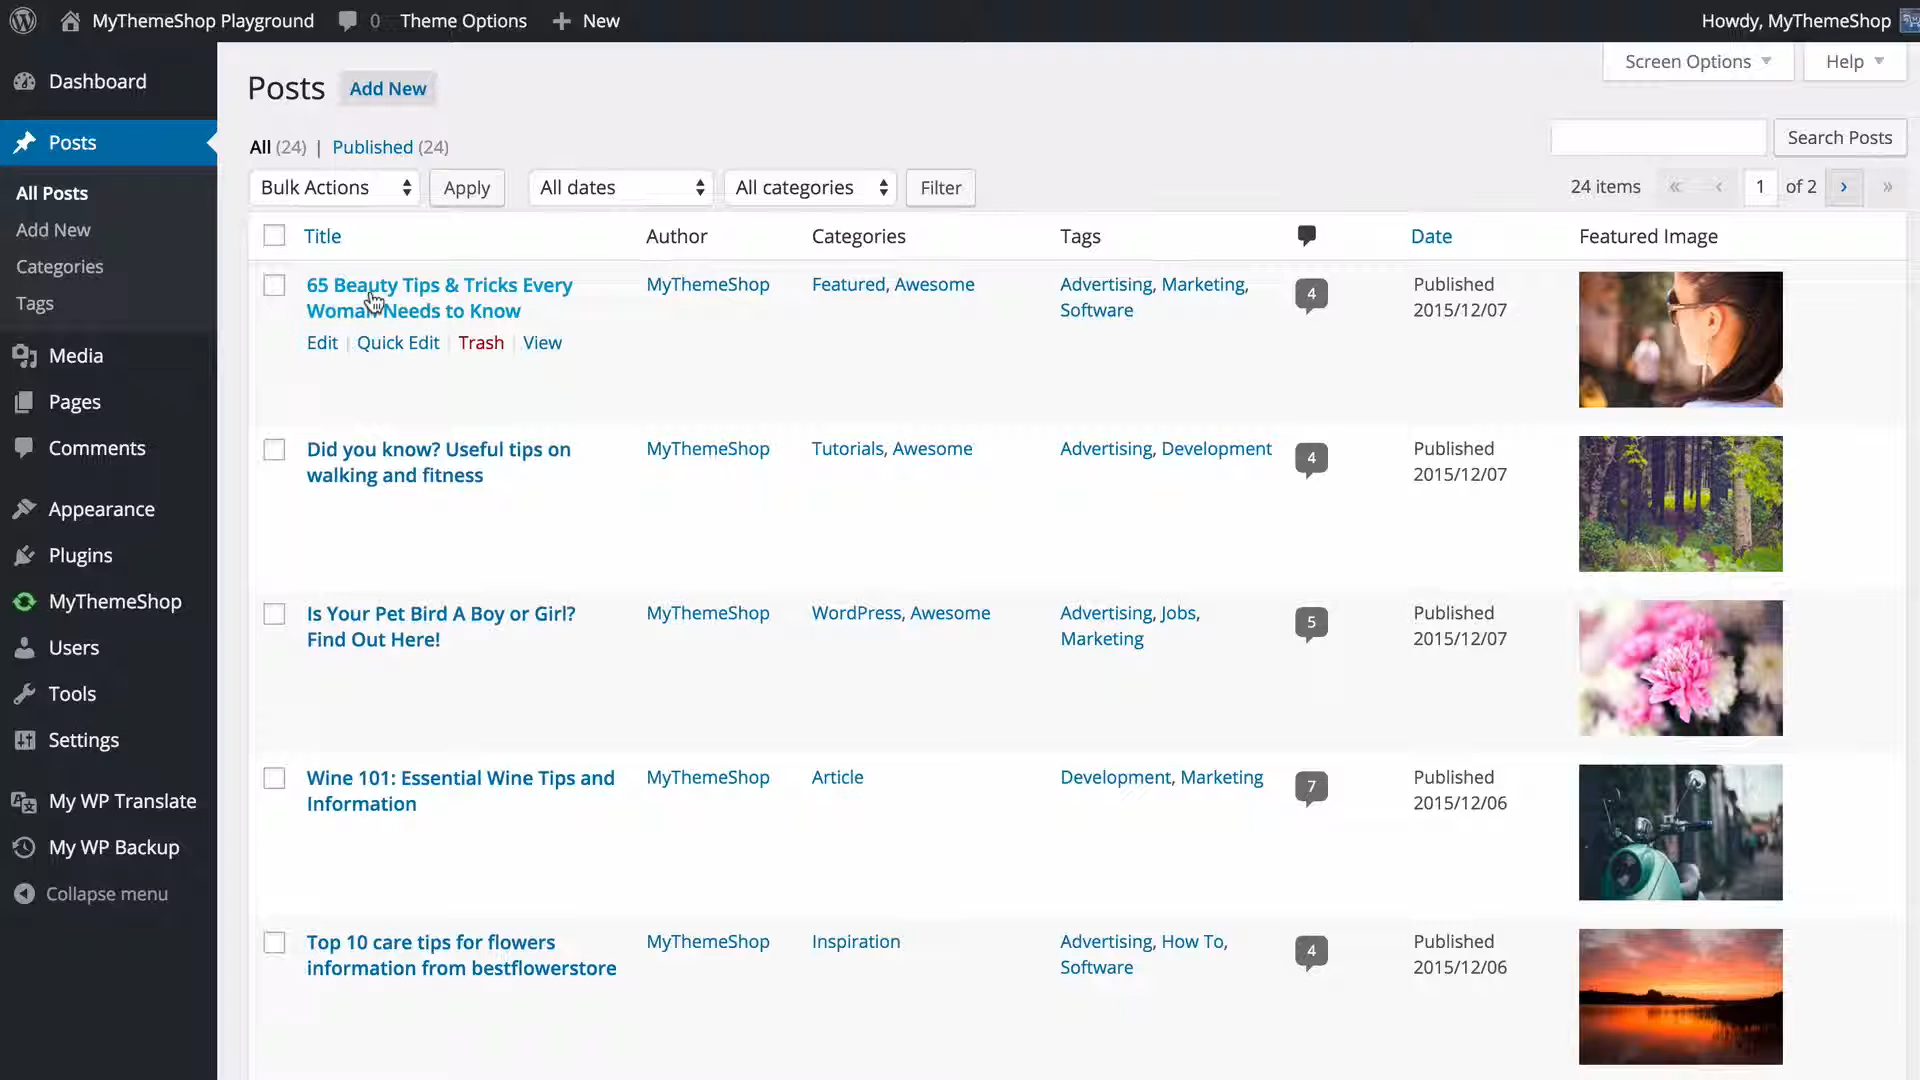 MyThemeShop Playground 0 Theme Options New Howdy, MyThemeShop
Dashboard
Posts
All Posts
Add New
Categories
Tags
Media
Pages
Comments
Appearance
Plugins
MyThemeShop
Users
Tools
Settings
My WP Translate
My WP Backup
Collapse menu
Screen Options Help
Posts Add New
All (24) | Published (24)
Search Posts
Bulk Actions Apply All dates All categories Filter 24 items « ‹ 1 of 2 › »
Title Author Categories Tags Date Featured Image
65 Beauty Tips & Tricks Every MyThemeShop Featured, Awesome Advertising, Marketing, 4 Published
Woman Needs to Know Software 2015/12/07
Edit | Quick Edit | Trash | View
Did you know? Useful tips on MyThemeShop Tutorials, Awesome Advertising, Development 4 Published
walking and fitness 2015/12/07
Is Your Pet Bird A Boy or Girl? MyThemeShop WordPress, Awesome Advertising, Jobs, 5 Published
Find Out Here! Marketing 2015/12/07
Wine 101: Essential Wine Tips and MyThemeShop Article Development, Marketing 7 Published
Information 2015/12/06
Top 10 care tips for flowers MyThemeShop Inspiration Advertising, How To, 4 Published
information from bestflowerstore Software 2015/12/06